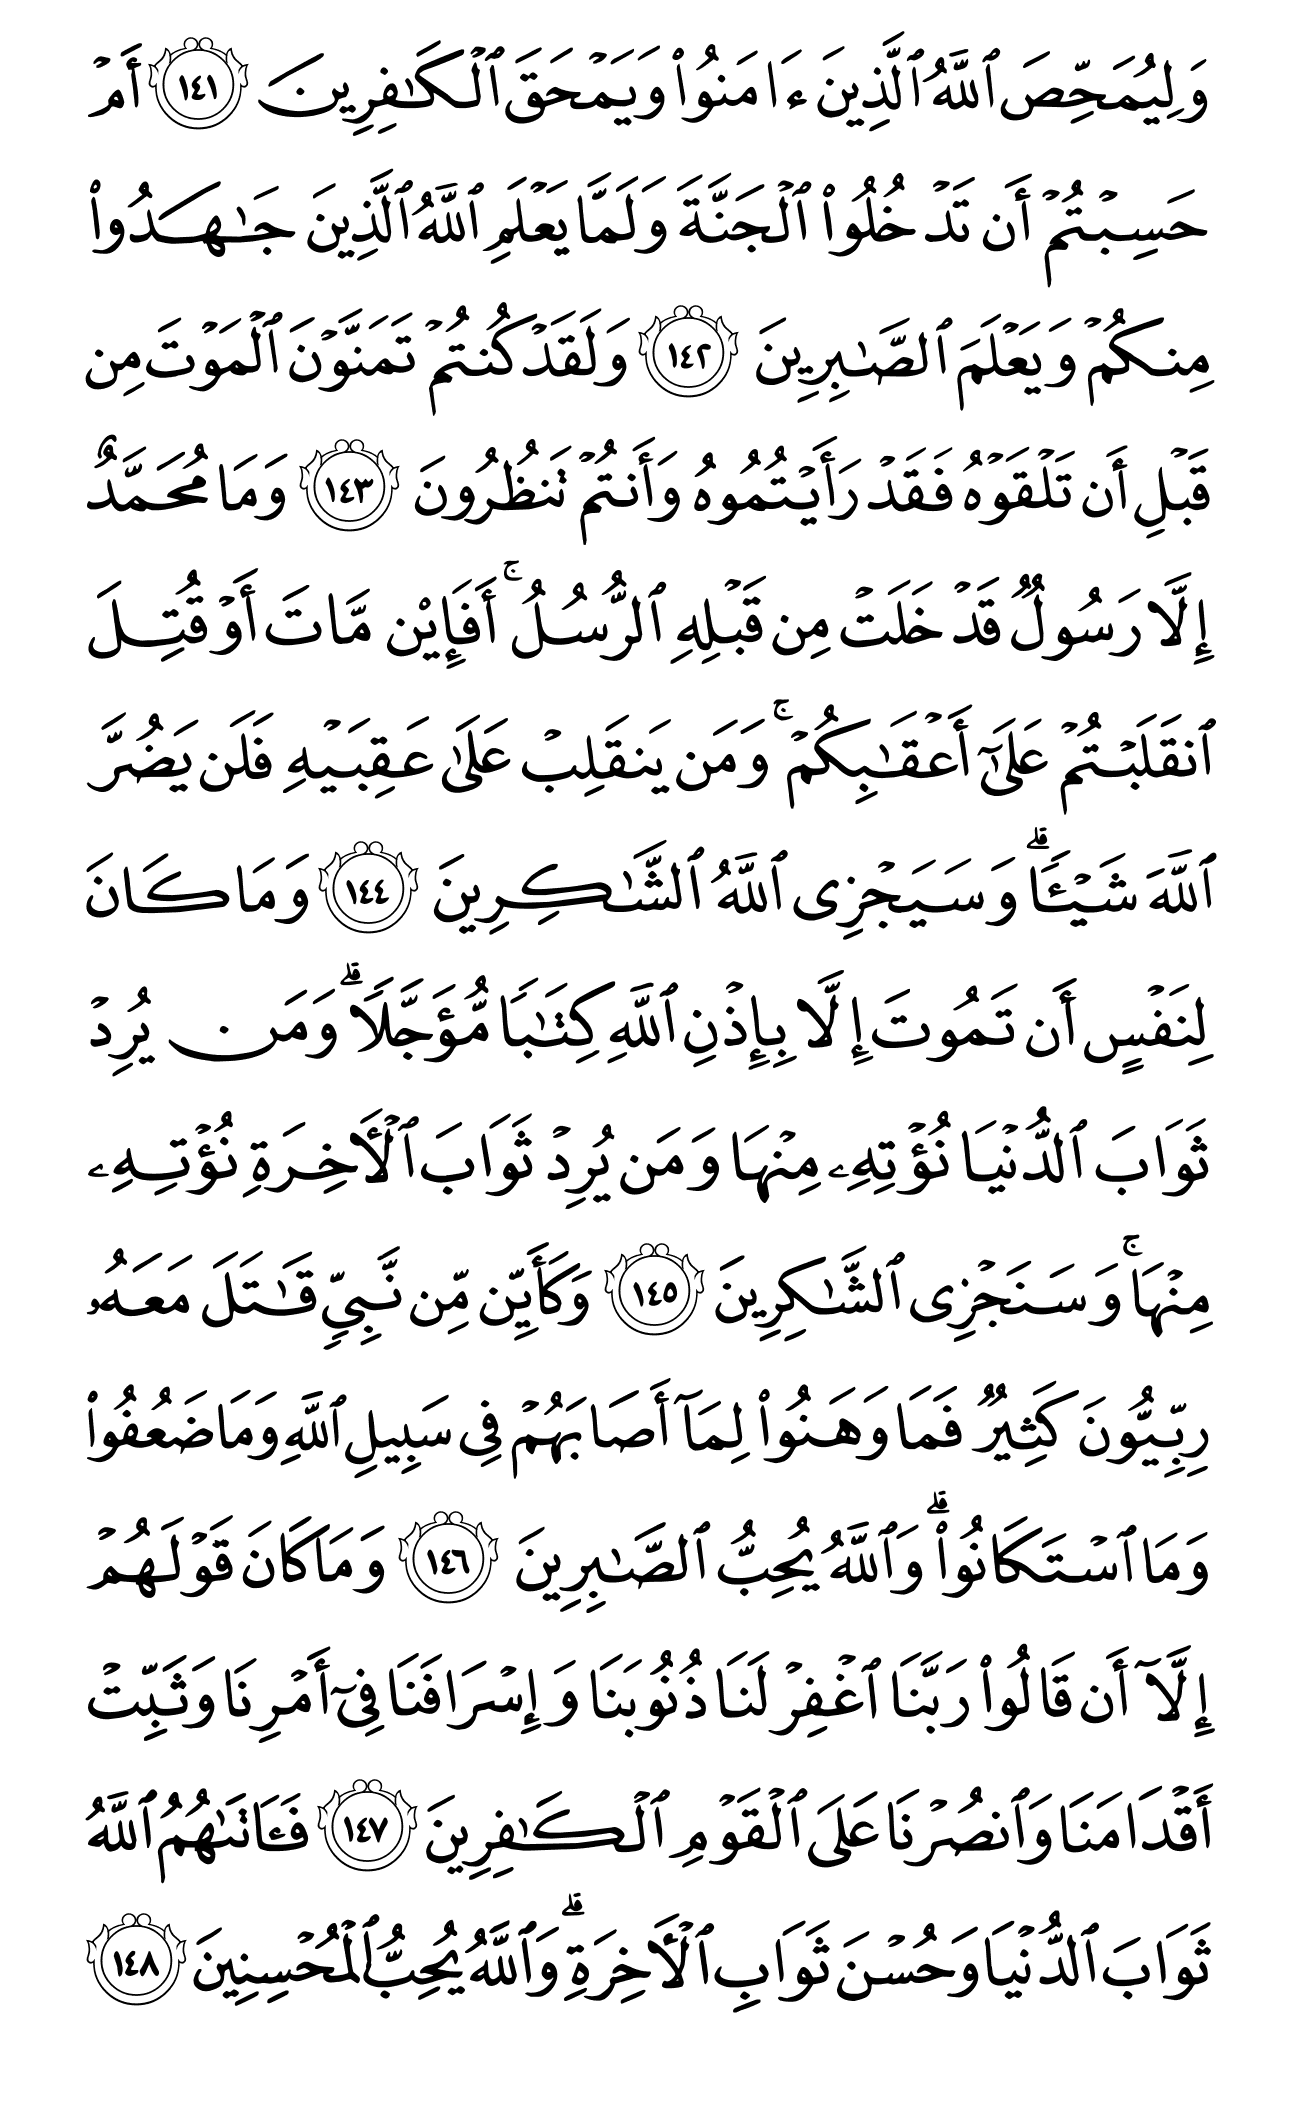 وَلِيُمَحِّصَ ٱللَّهُ ٱلَّذِينَ ءَامَنُوا۟ وَيَمْحَقَ ٱلْكَـٰفِرِينَ ١٤١ أَمْ
حَسِبْتُمْ أَن تَدْخُلُوا۟ ٱلْجَنَّةَ وَلَمَّا يَعْلَمِ ٱللَّهُ ٱلَّذِينَ جَـٰهَدُوا۟
مِنكُمْ وَيَعْلَمَ ٱلصَّـٰبِرِينَ ١٤٢ وَلَقَدْ كُنتُمْ تَمَنَّوْنَ ٱلْمَوْتَ مِن
قَبْلِ أَن تَلْقَوْهُ فَقَدْ رَأَيْتُمُوهُ وَأَنتُمْ تَنظُرُونَ ١٤٣ وَمَا مُحَمَّدٌ
إِلَّا رَسُولٌ قَدْ خَلَتْ مِن قَبْلِهِ ٱلرُّسُلُ ۚ أَفَإِي۟ن مَّاتَ أَوْ قُتِلَ
ٱنقَلَبْتُمْ عَلَىٰٓ أَعْقَـٰبِكُمْ ۚ وَمَن يَنقَلِبْ عَلَىٰ عَقِبَيْهِ فَلَن يَضُرَّ
ٱللَّهَ شَيْـًٔا ۗ وَسَيَجْزِى ٱللَّهُ ٱلشَّـٰكِرِينَ ١٤٤ وَمَا كَانَ
لِنَفْسٍ أَن تَمُوتَ إِلَّا بِإِذْنِ ٱللَّهِ كِتَـٰبًا مُّؤَجَّلًا ۗ وَمَن يُرِدْ
ثَوَابَ ٱلدُّنْيَا نُؤْتِهِۦ مِنْهَا وَمَن يُرِدْ ثَوَابَ ٱلْـَٔاخِرَةِ نُؤْتِهِۦ
مِنْهَا ۚ وَسَنَجْزِى ٱلشَّـٰكِرِينَ ١٤٥ وَكَأَيِّن مِّن نَّبِىٍّ قَـٰتَلَ مَعَهُۥ
رِبِّيُّونَ كَثِيرٌ فَمَا وَهَنُوا۟ لِمَآ أَصَابَهُمْ فِى سَبِيلِ ٱللَّهِ وَمَا ضَعُفُوا۟
وَمَا ٱسْتَكَانُوا۟ ۗ وَٱللَّهُ يُحِبُّ ٱلصَّـٰبِرِينَ ١٤٦ وَمَا كَانَ قَوْلَهُمْ
إِلَّآ أَن قَالُوا۟ رَبَّنَا ٱغْفِرْ لَنَا ذُنُوبَنَا وَإِسْرَافَنَا فِىٓ أَمْرِنَا وَثَبِّتْ
أَقْدَامَنَا وَٱنصُرْنَا عَلَى ٱلْقَوْمِ ٱلْكَـٰفِرِينَ ١٤٧ فَـَٔاتَىٰهُمُ ٱللَّهُ
ثَوَابَ ٱلدُّنْيَا وَحُسْنَ ثَوَابِ ٱلْـَٔاخِرَةِ ۗ وَٱللَّهُ يُحِبُّ ٱلْمُحْسِنِينَ ١٤٨